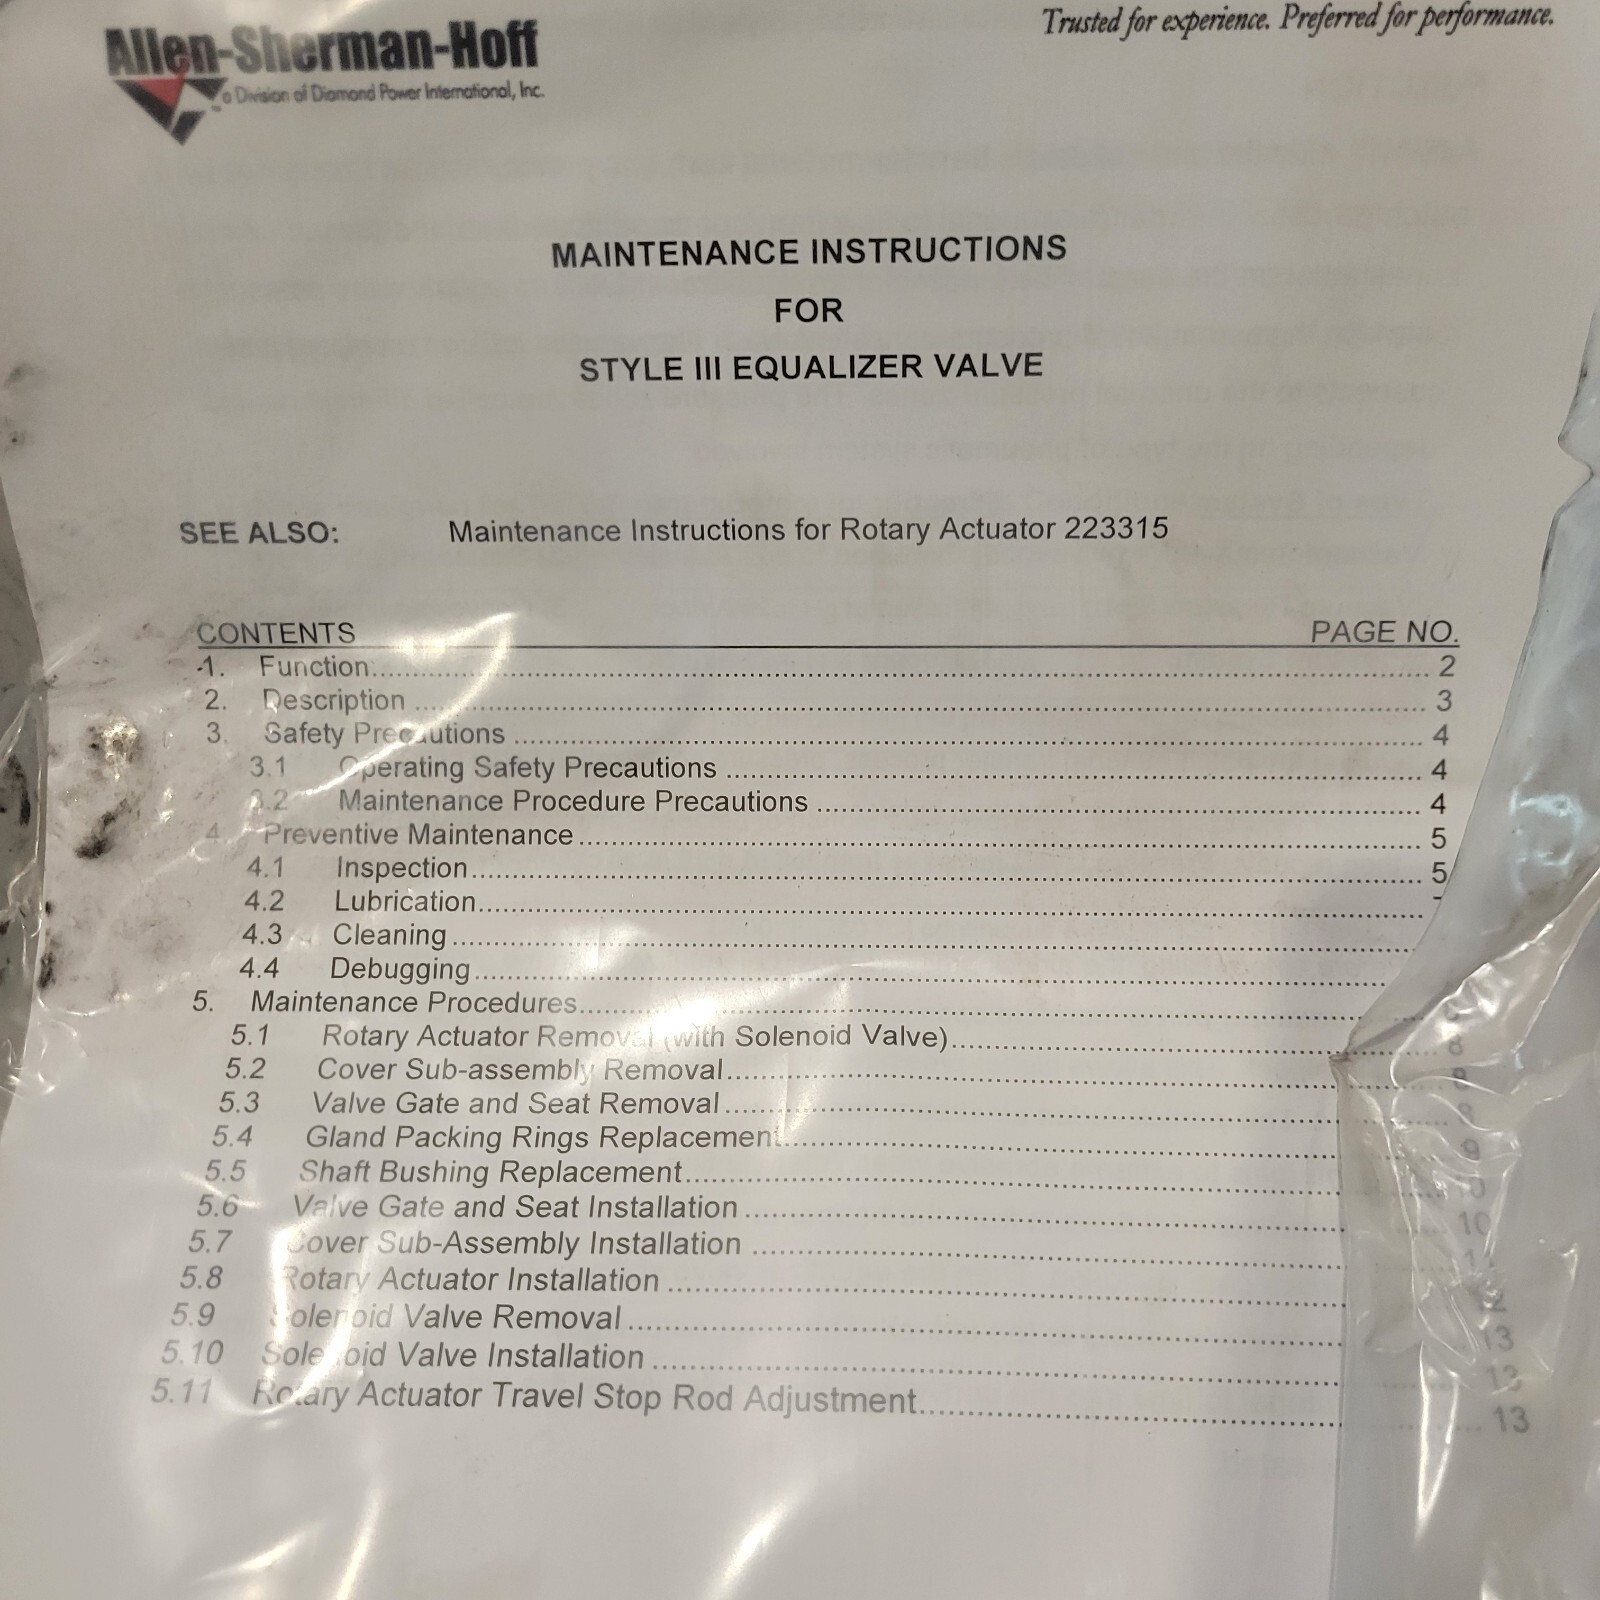 Allen-Sherman-Hoff
a Division of Diamond Power International, Inc.
Trusted for experience. Preferred for performance.
MAINTENANCE INSTRUCTIONS
FOR
STYLE III EQUALIZER VALVE
SEE ALSO: Maintenance Instructions for Rotary Actuator 223315
CONTENTS PAGE NO.
1. Function 2
2. Description 3
3. Safety Precautions 4
3.1 Operating Safety Precautions 4
3.2 Maintenance Procedure Precautions 4
4. Preventive Maintenance 5
4.1 Inspection 5
4.2 Lubrication
4.3 Cleaning
4.4 Debugging
5. Maintenance Procedures
5.1 Rotary Actuator Removal (with Solenoid Valve) 8
5.2 Cover Sub-assembly Removal 8
5.3 Valve Gate and Seat Removal 8
5.4 Gland Packing Rings Replacement 9
5.5 Shaft Bushing Replacement 10
5.6 Valve Gate and Seat Installation 10
5.7 Cover Sub-Assembly Installation
5.8 Rotary Actuator Installation 12
5.9 Solenoid Valve Removal 13
5.10 Solenoid Valve Installation 13
5.11 Rotary Actuator Travel Stop Rod Adjustment 13